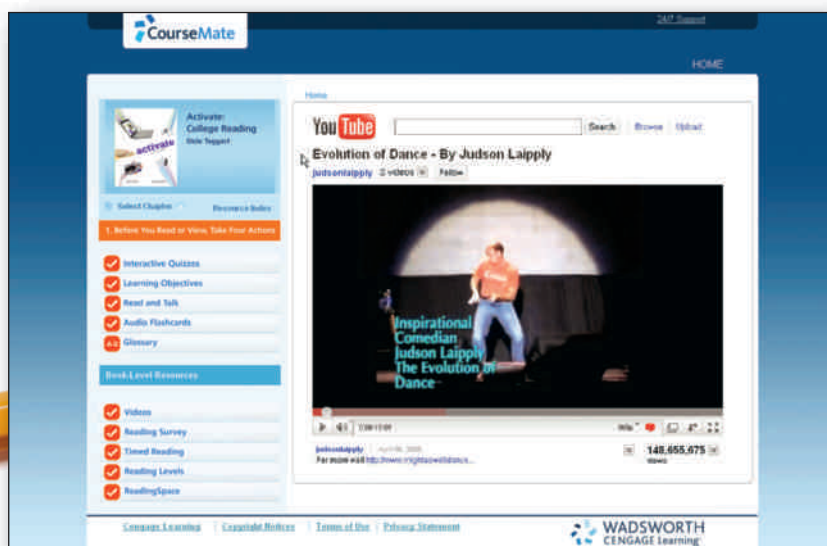 CourseMate
24/7 Support
HOME
Home
Activate:
College Reading
activate
Select Chapter
Resource Index
1. Before You Read or View, Take Four Actions
Interactive Quizzes
Learning Objectives
Read and Talk
Audio Flashcards
A-Z Glossary
Book-Level Resources
Videos
Reading Survey
Timed Reading
Reading Levels
ReadingSpace
YouTube
Search Browse Upload
Evolution of Dance - By Judson Laipply
judsonlaipply 2 videos Follow
Inspirational
Comedian
Judson Laipply
The Evolution of
Dance
judsonlaipply
For more visit
148,655,675
views
Cengage Learning Copyright Notices Terms of Use Privacy Statement
WADSWORTH
CENGAGE Learning